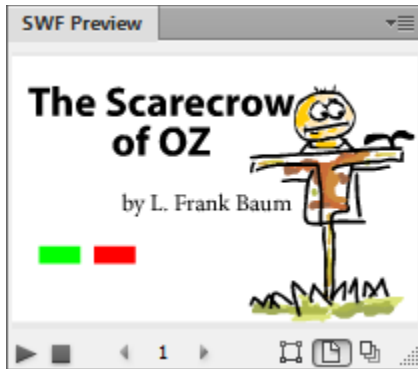 SWF Preview
The Scarecrow
of OZ
by L. Frank Baum
1